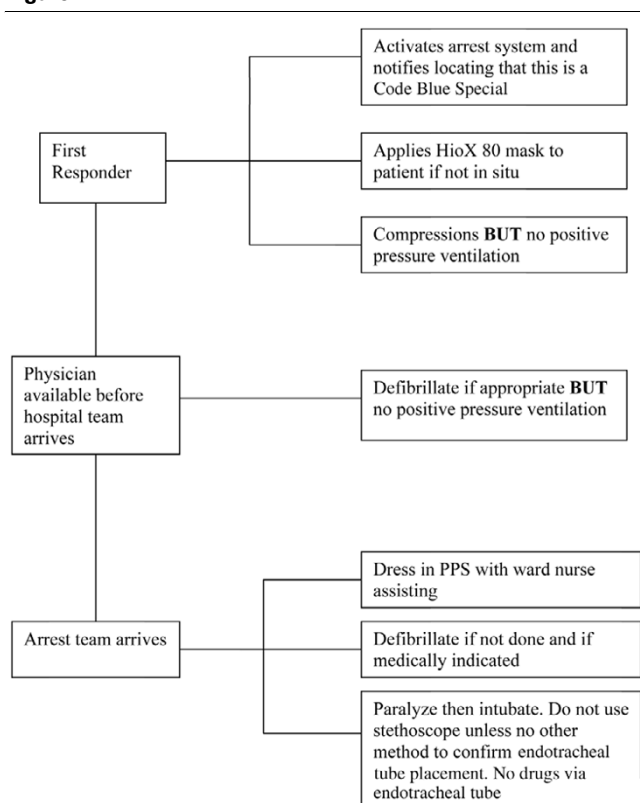 Activates arrest system and
notifies locating that this is a
Code Blue Special
First
Responder
Applies HioX 80 mask to
patient if not in situ
Compressions BUT no positive
pressure ventilation
Physician
available before
hospital team
arrives
Defibrillate if appropriate BUT
no positive pressure ventilation
Dress in PPS with ward nurse
assisting
Arrest team arrives
Defibrillate if not done and if
medically indicated
Paralyze then intubate. Do not use
stethoscope unless no other
method to confirm endotracheal
tube placement. No drugs via
endotracheal tube